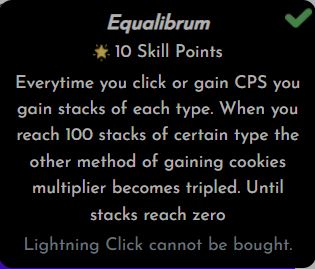 Equalibrum
10 Skill Points
Everytime you click or gain CPS you
gain stacks of each type. When you
reach 100 stacks of certain type the
other method of gaining cookies
multiplier becomes tripled. Until
stacks reach zero
Lightning Click cannot be bought.